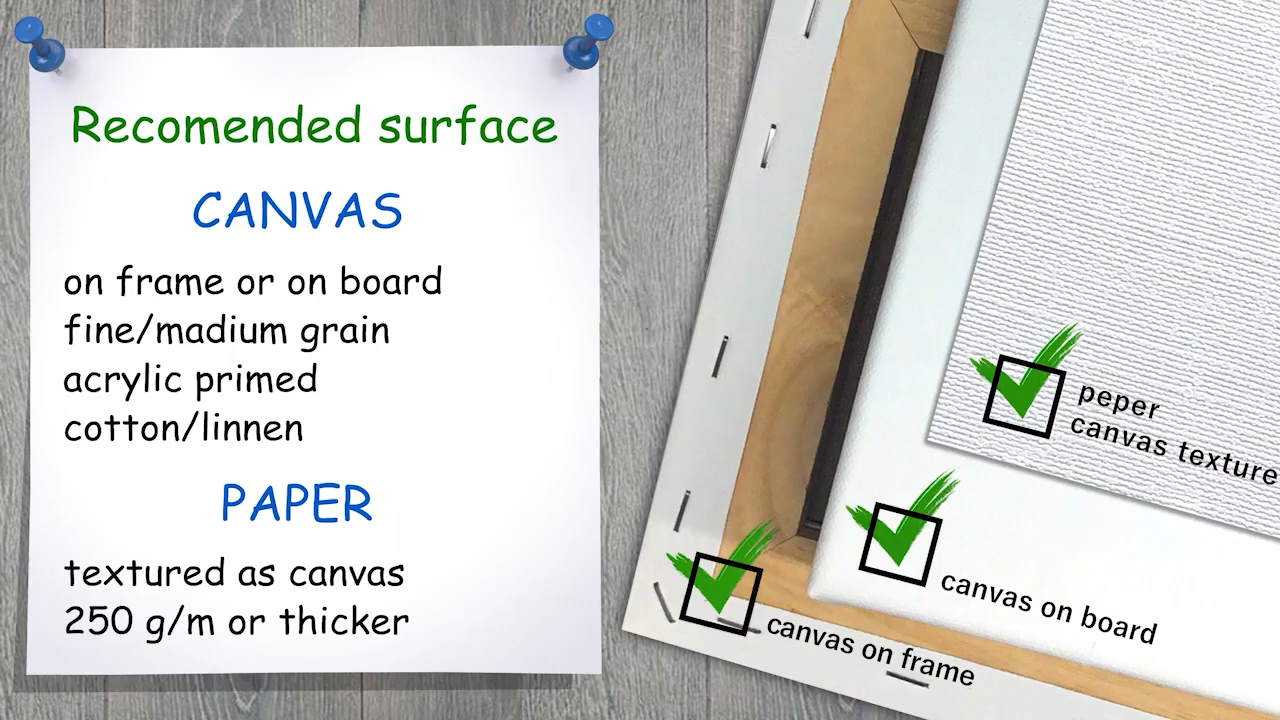 Recomended surface
CANVAS
on frame or on board
fine/madium grain
acrylic primed
cotton/linnen
PAPER
textured as canvas
250 g/m or thicker
peper
canvas texture
canvas on board
canvas on frame